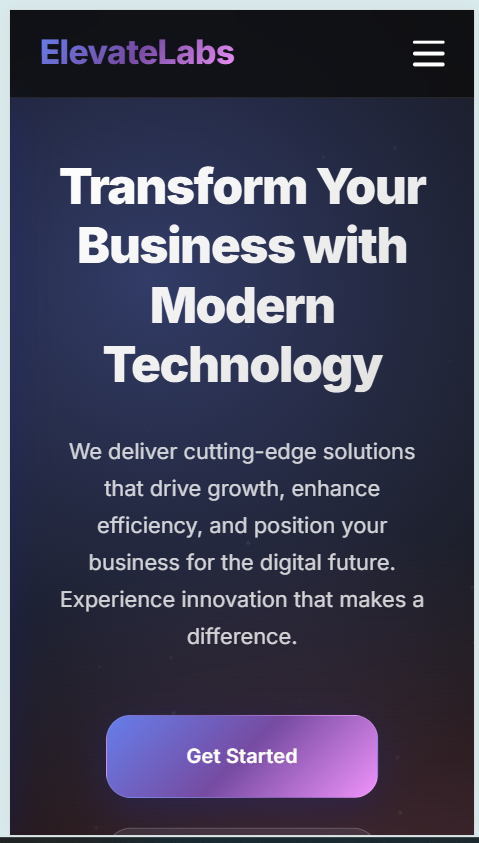 ElevateLabs
Transform Your
Business with
Modern
Technology
We deliver cutting-edge solutions
that drive growth, enhance
efficiency, and position your
business for the digital future.
Experience innovation that makes a
difference.
Get Started